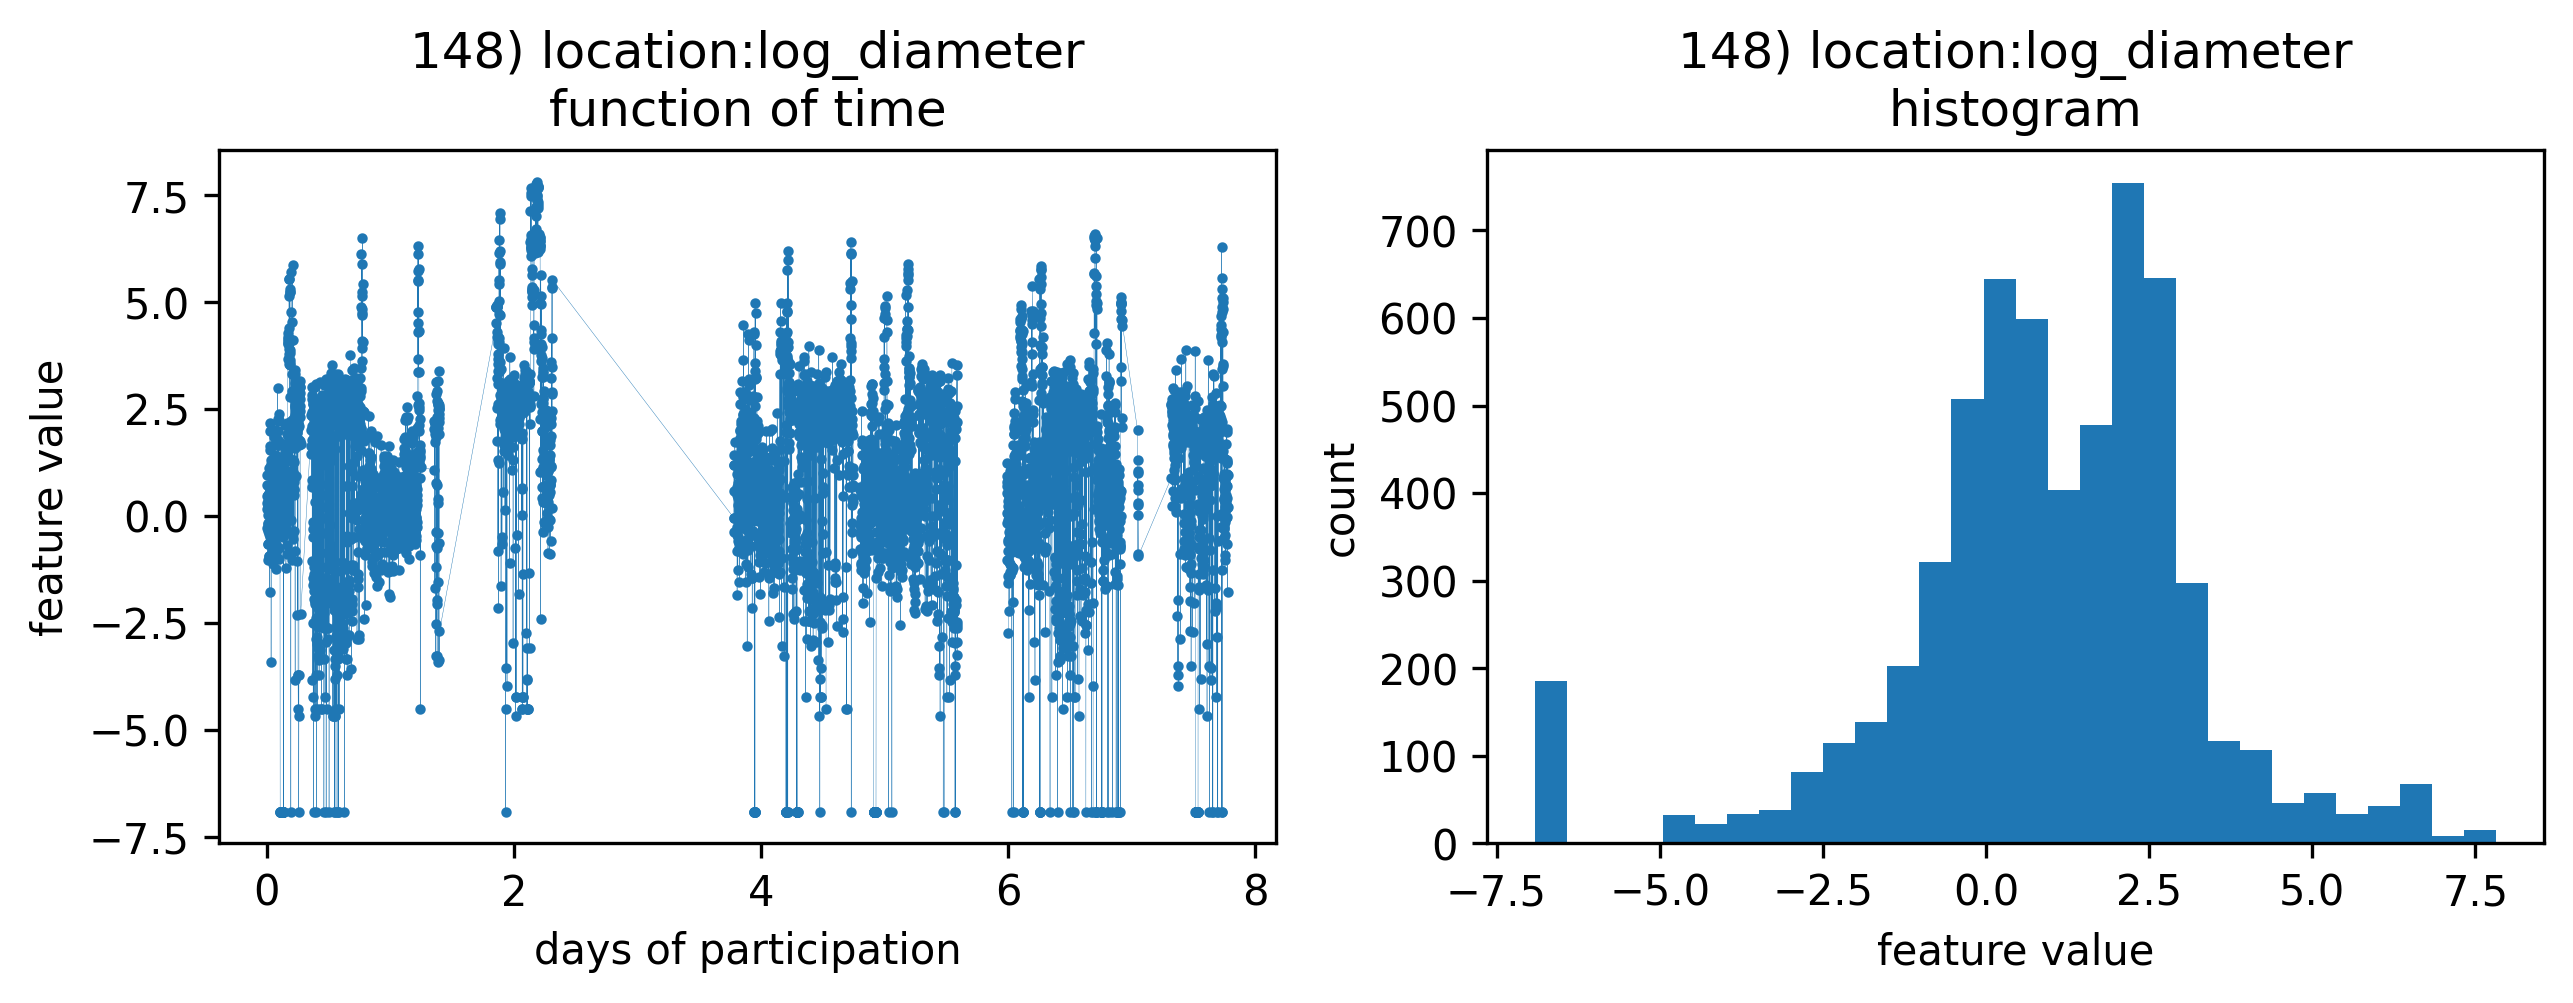 148) location:log_diameter
function of time
feature value
7.5
5.0
2.5
0.0
−2.5
−5.0
−7.5
0 2 4 6 8
days of participation
148) location:log_diameter
histogram
count
700
600
500
400
300
200
100
0
−7.5 −5.0 −2.5 0.0 2.5 5.0 7.5
feature value